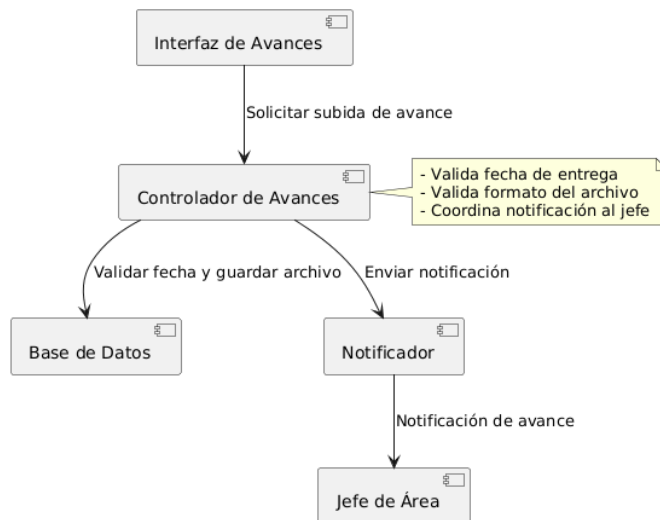 Interfaz de Avances
Solicitar subida de avance
Controlador de Avances
- Valida fecha de entrega
- Valida formato del archivo
- Coordina notificación al jefe
Validar fecha y guardar archivo
Enviar notificación
Base de Datos
Notificador
Notificación de avance
Jefe de Área